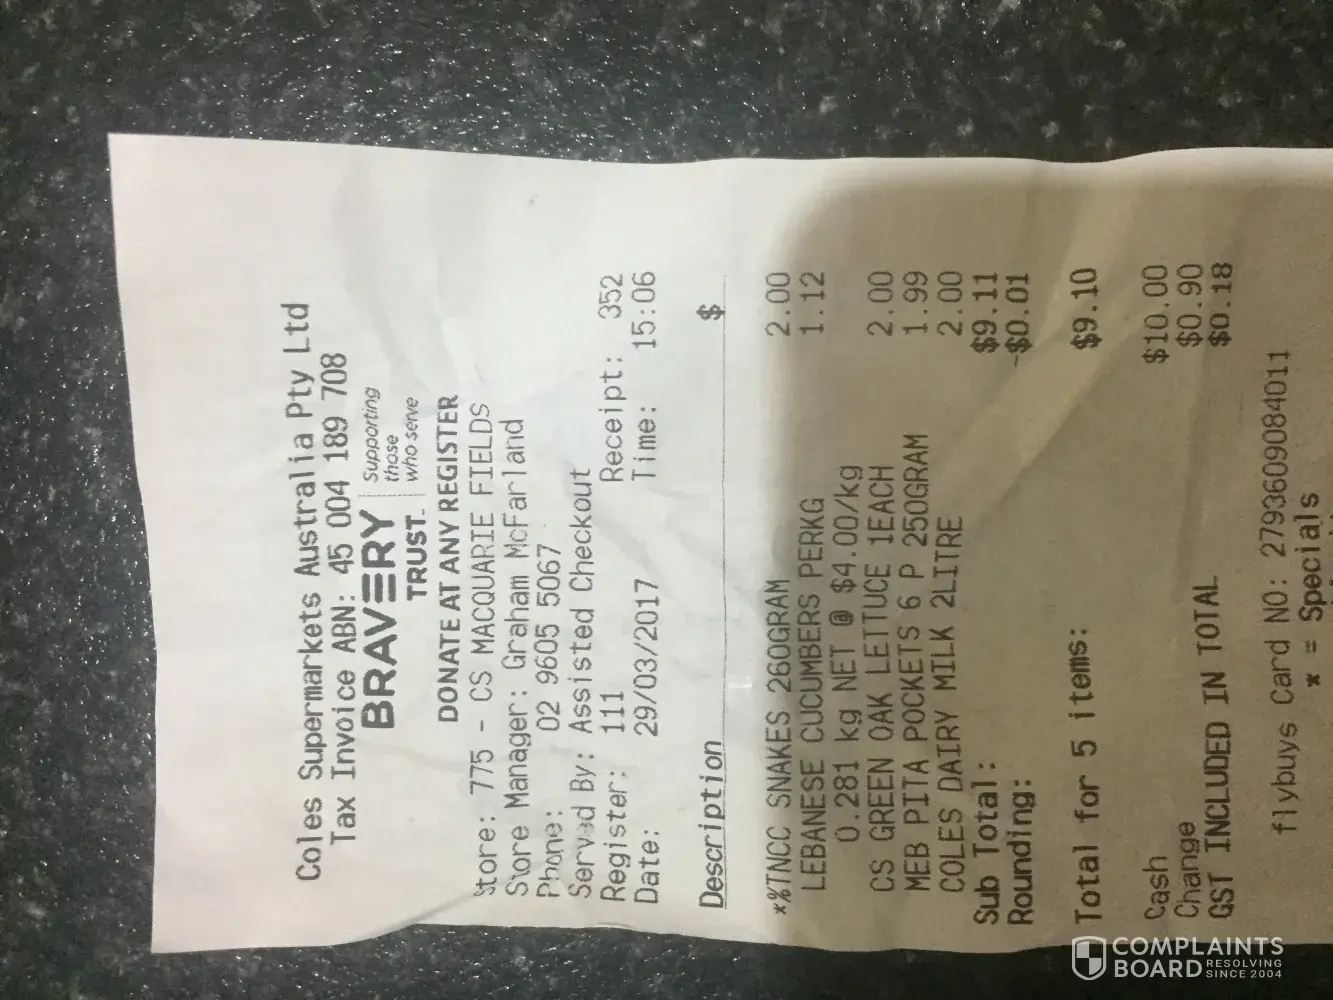 Coles Supermarkets Australia Pty Ltd
Tax Invoice ABN: 45 004 189 708
BRAVERY TRUST Supporting those who serve
DONATE AT ANY REGISTER
Store: 775 - CS MACQUARIE FIELDS
Store Manager: Graham McFarland
Phone: 02 9605 5067
Served By: Assisted Checkout
Register: 111 Receipt: 352
Date: 29/03/2017 Time: 15:06
Description $
*%TNCC SNAKES 260GRAM 2.00
LEBANESE CUCUMBERS PERKG 1.12
0.281 kg NET @ $4.00/kg
CS GREEN OAK LETTUCE 1EACH 2.00
MEB PITA POCKETS 6 P 250GRAM 1.99
COLES DAIRY MILK 2LITRE 2.00
Sub Total: $9.11
Rounding: -$0.01
Total for 5 items: $9.10
Cash $10.00
Change $0.90
GST INCLUDED IN TOTAL $0.18
flybuys Card NO: 2793609084011
* = Specials
COMPLAINTS
BOARD RESOLVING SINCE 2004